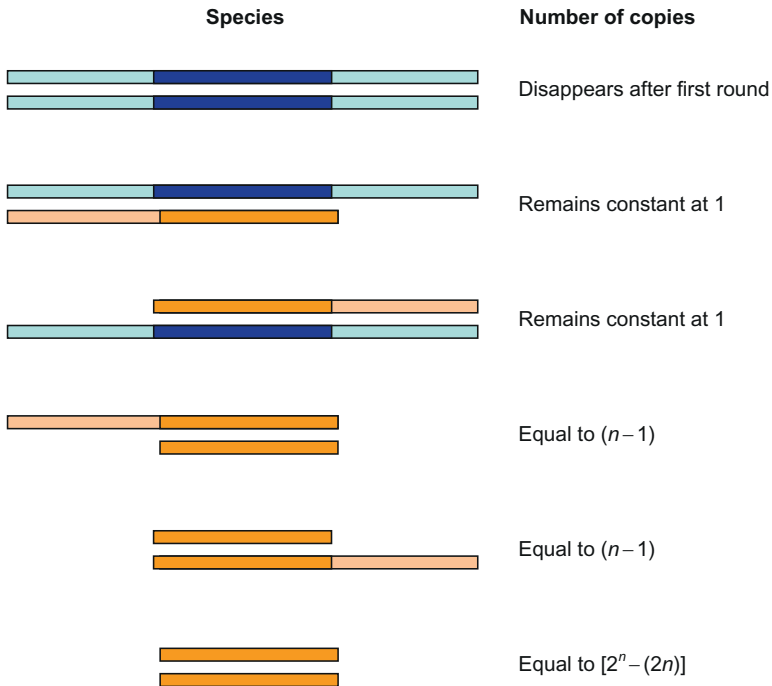 Species Number of copies
Disappears after first round
Remains constant at 1
Remains constant at 1
Equal to (n – 1)
Equal to (n – 1)
Equal to [2ⁿ – (2n)]